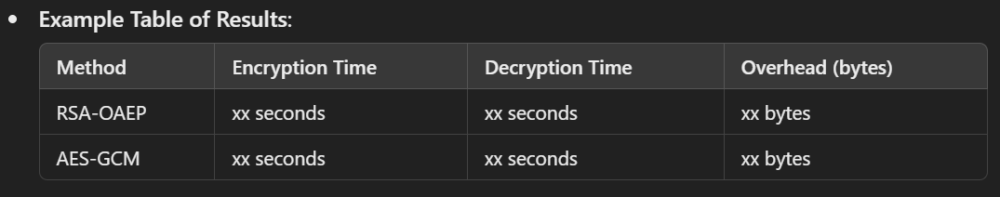 Example Table of Results:
Method Encryption Time Decryption Time Overhead (bytes)
RSA-OAEP xx seconds xx seconds xx bytes
AES-GCM xx seconds xx seconds xx bytes